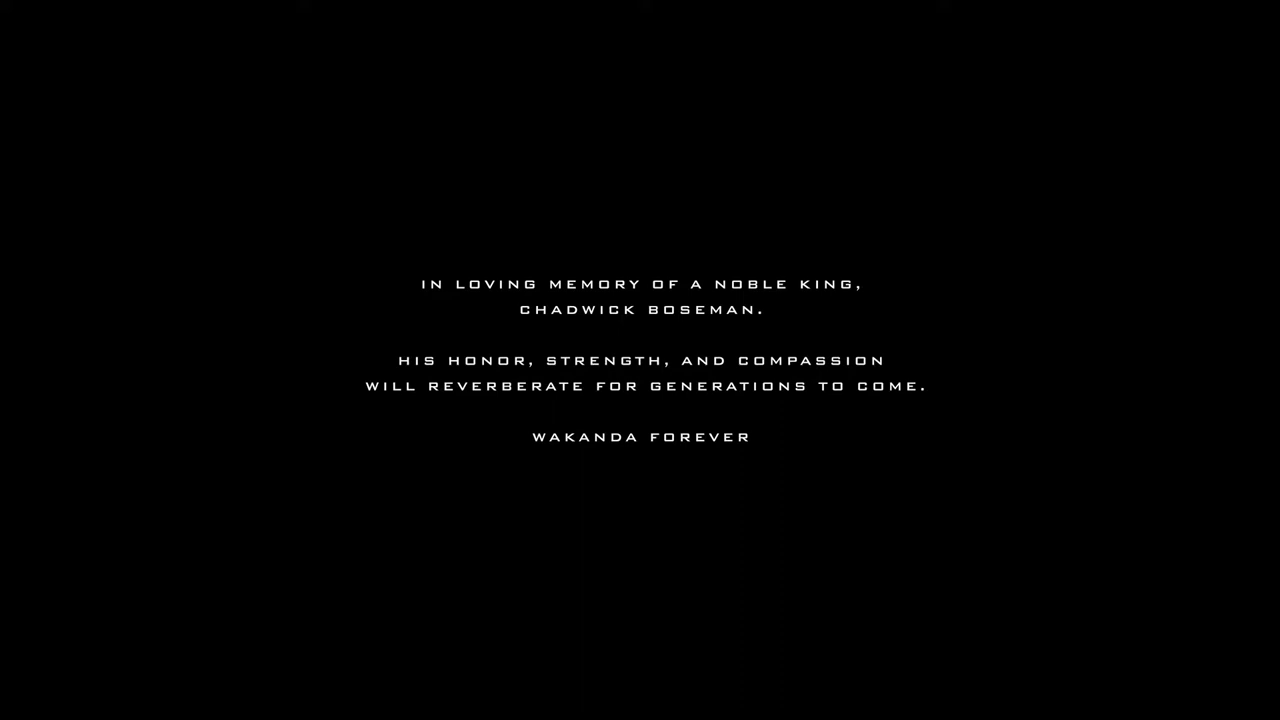 IN LOVING MEMORY OF A NOBLE KING,
CHADWICK BOSEMAN.
HIS HONOR, STRENGTH, AND COMPASSION
WILL REVERBERATE FOR GENERATIONS TO COME.
WAKANDA FOREVER